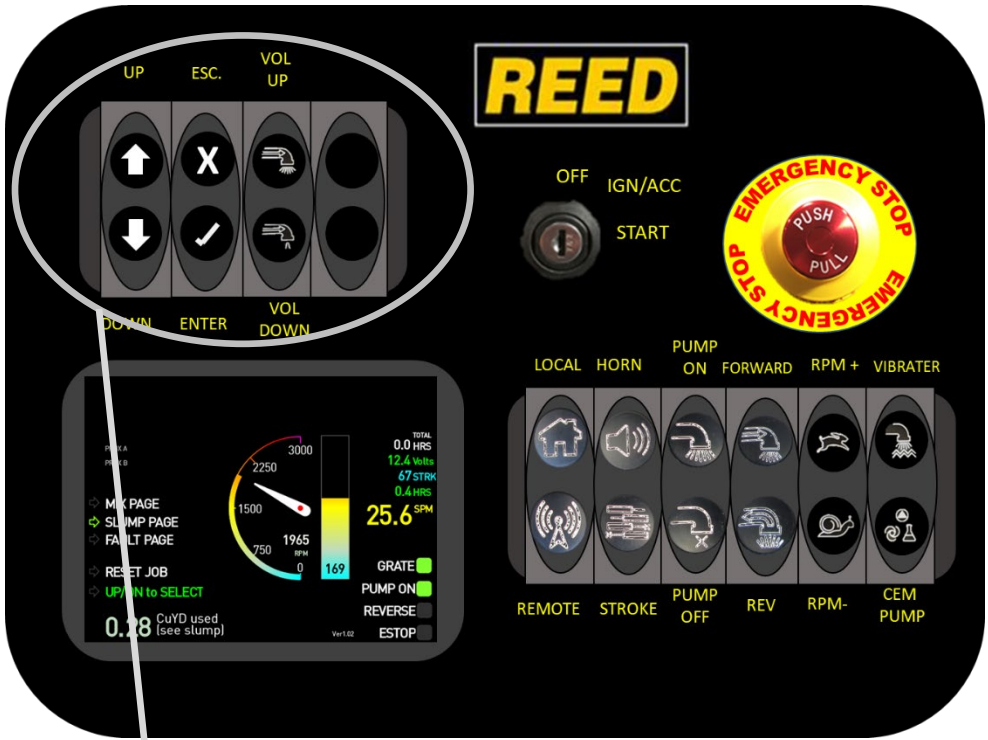 UP
ESC.
VOL
UP
X
DOWN
ENTER
VOL
DOWN
REED
OFF
IGN/ACC
START
EMERGENCY STOP
PUSH
PULL
EMERGENCY STOP
LOCAL
HORN
PUMP
ON
FORWARD
RPM +
VIBRATER
REMOTE
STROKE
PUMP
OFF
REV
RPM-
CEM
PUMP
MIX PAGE
SLUMP PAGE
FAULT PAGE
RESET JOB
UP/DN to SELECT
0.28 CuYD used
(see slump)
3000
2250
1500
750
0
1965
RPM
169
TOTAL
0.0 HRS
12.4 Volts
67 STRK
0.4 HRS
25.6 SPM
GRATE
PUMP ON
REVERSE
ESTOP
Ver1.02